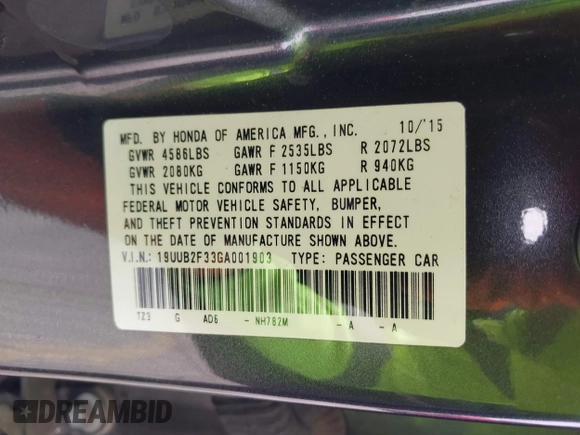 MFD. BY HONDA OF AMERICA MFG., INC. 10/'15
GVWR 4586LBS GAWR F 2535LBS R 2072LBS
GVWR 2080KG GAWR F 1150KG R 940KG
THIS VEHICLE CONFORMS TO ALL APPLICABLE
FEDERAL MOTOR VEHICLE SAFETY, BUMPER,
AND THEFT PREVENTION STANDARDS IN EFFECT
ON THE DATE OF MANUFACTURE SHOWN ABOVE.
V.I.N.: 19UUB2F33GA001903 TYPE: PASSENGER CAR
TZ3 G AD6 - NH782M - A - A
DREAMBID